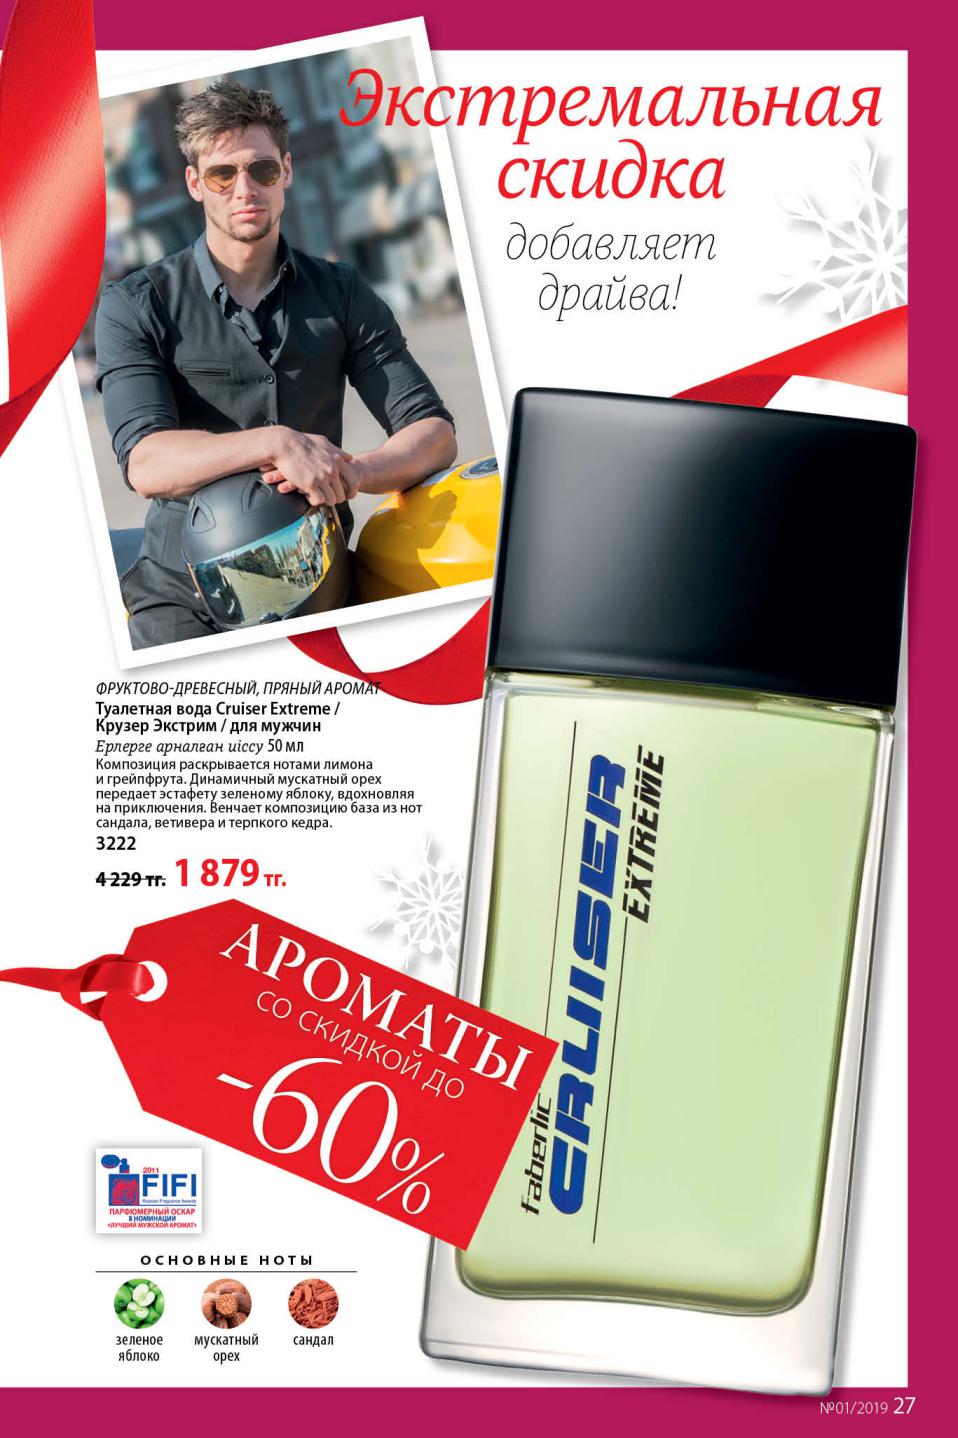 Экстремальная
скидка
добавляет
драйва!
ФРУКТОВО-ДРЕВЕСНЫЙ, ПРЯНЫЙ АРОМАТ
Туалетная вода Cruiser Extreme /
Крузер Экстрим / для мужчин
Ерлерге арналған иіссу 50 мл
Композиция раскрывается нотами лимона
и грейпфрута. Динамичный мускатный орех
передает эстафету зеленому яблоку, вдохновляя
на приключения. Венчает композицию база из нот
сандала, ветивера и терпкого кедра.
3222
4 229 тг. 1 879 тг.
АРОМАТЫ
СО СКИДКОЙ ДО
-60%
faberlic
CRUISER
EXTREME
2011
FIFI
Russian Fragrance Awards
ПАРФЮМЕРНЫЙ ОСКАР
В НОМИНАЦИИ
«ЛУЧШИЙ МУЖСКОЙ АРОМАТ»
ОСНОВНЫЕ НОТЫ
зеленое
яблоко
мускатный
орех
сандал
№01/2019 27